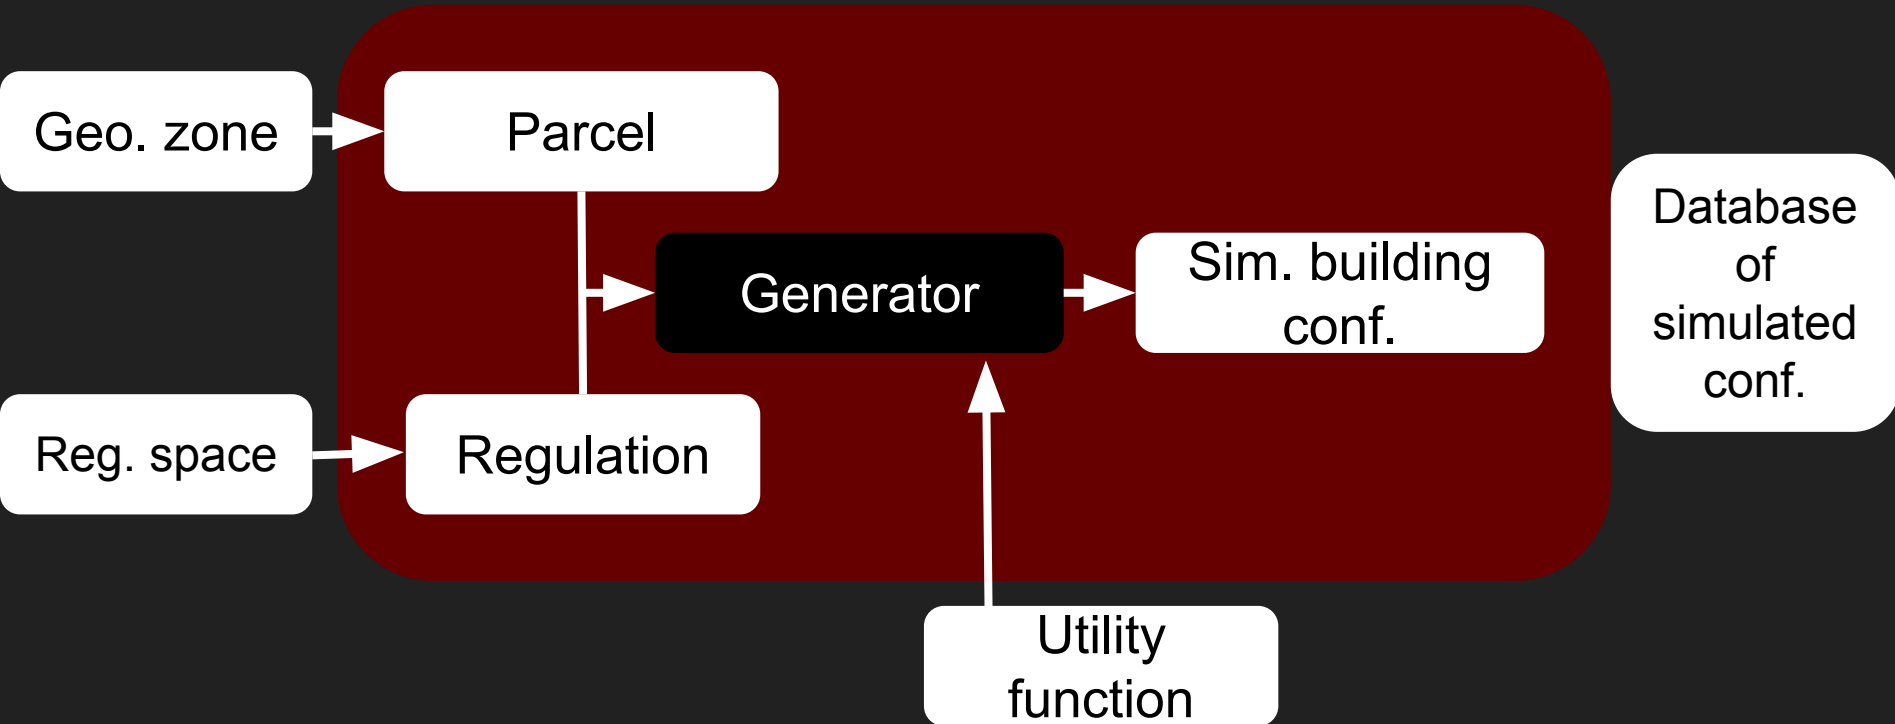 Geo. zone
Parcel
Generator
Sim. building
conf.
Database
of
simulated
conf.
Reg. space
Regulation
Utility
function